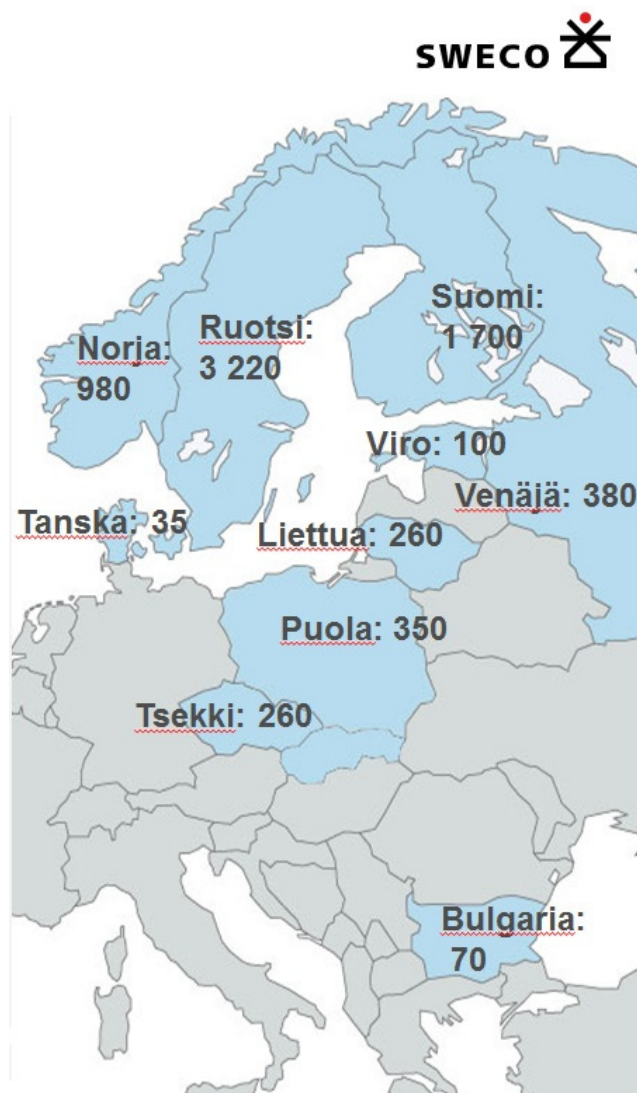 SWECO
Suomi:
1 700
Ruotsi:
3 220
Norja:
980
Viro: 100
Venäjä: 380
Tanska: 35
Liettua: 260
Puola: 350
Tsekki: 260
Bulgaria:
70